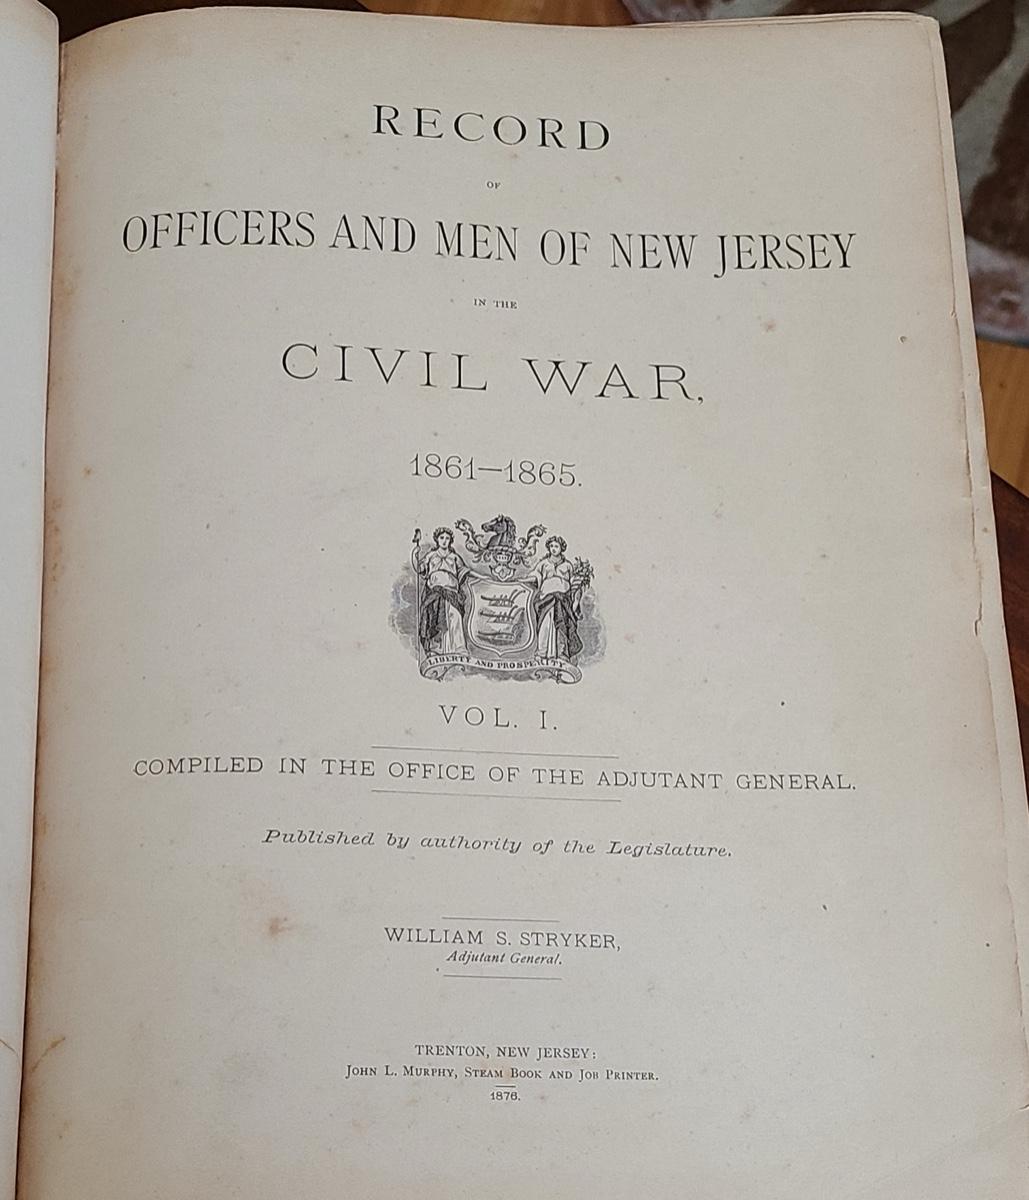 RECORD
OF
OFFICERS AND MEN OF NEW JERSEY
IN THE
CIVIL WAR,
1861—1865.
LIBERTY AND PROSPERITY
VOL. I.
COMPILED IN THE OFFICE OF THE ADJUTANT GENERAL.
Published by authority of the Legislature.
WILLIAM S. STRYKER,
Adjutant General.
TRENTON, NEW JERSEY:
JOHN L. MURPHY, STEAM BOOK AND JOB PRINTER.
1876.